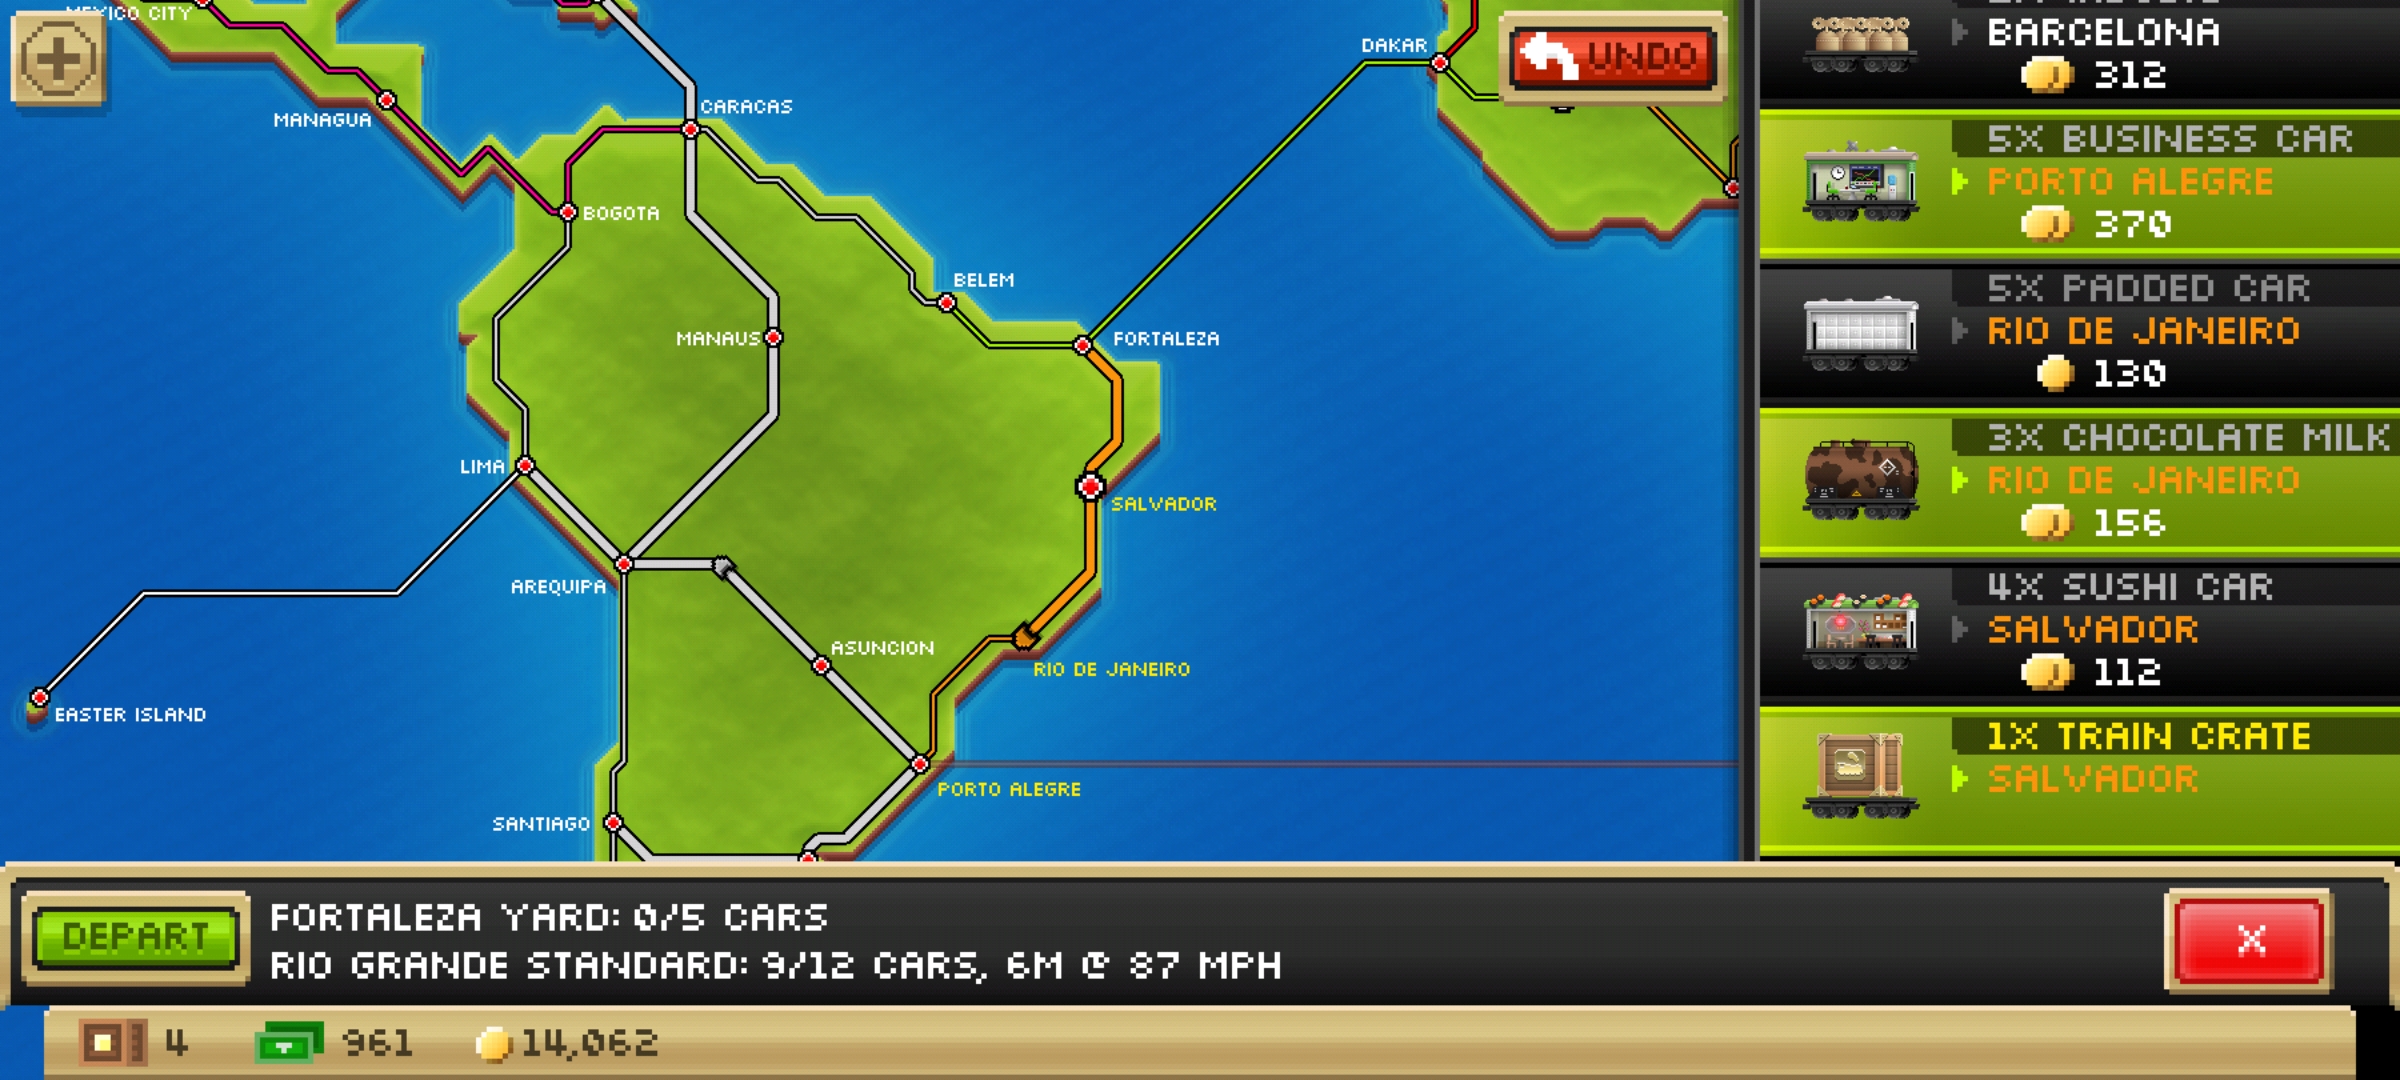 MEXICO CITY
MANAGUA
CARACAS
BOGOTA
BELEM
MANAUS
FORTALEZA
DAKAR
LIMA
SALVADOR
AREQUIPA
ASUNCION
RIO DE JANEIRO
EASTER ISLAND
PORTO ALEGRE
SANTIAGO
UNDO
BARCELONA
312
5X BUSINESS CAR
PORTO ALEGRE
370
5X PADDED CAR
RIO DE JANEIRO
130
3X CHOCOLATE MILK
RIO DE JANEIRO
156
4X SUSHI CAR
SALVADOR
112
1X TRAIN CRATE
SALVADOR
DEPART
FORTALEZA YARD: 0/5 CARS
RIO GRANDE STANDARD: 9/12 CARS, 6M @ 87 MPH
X
4
961
14,062